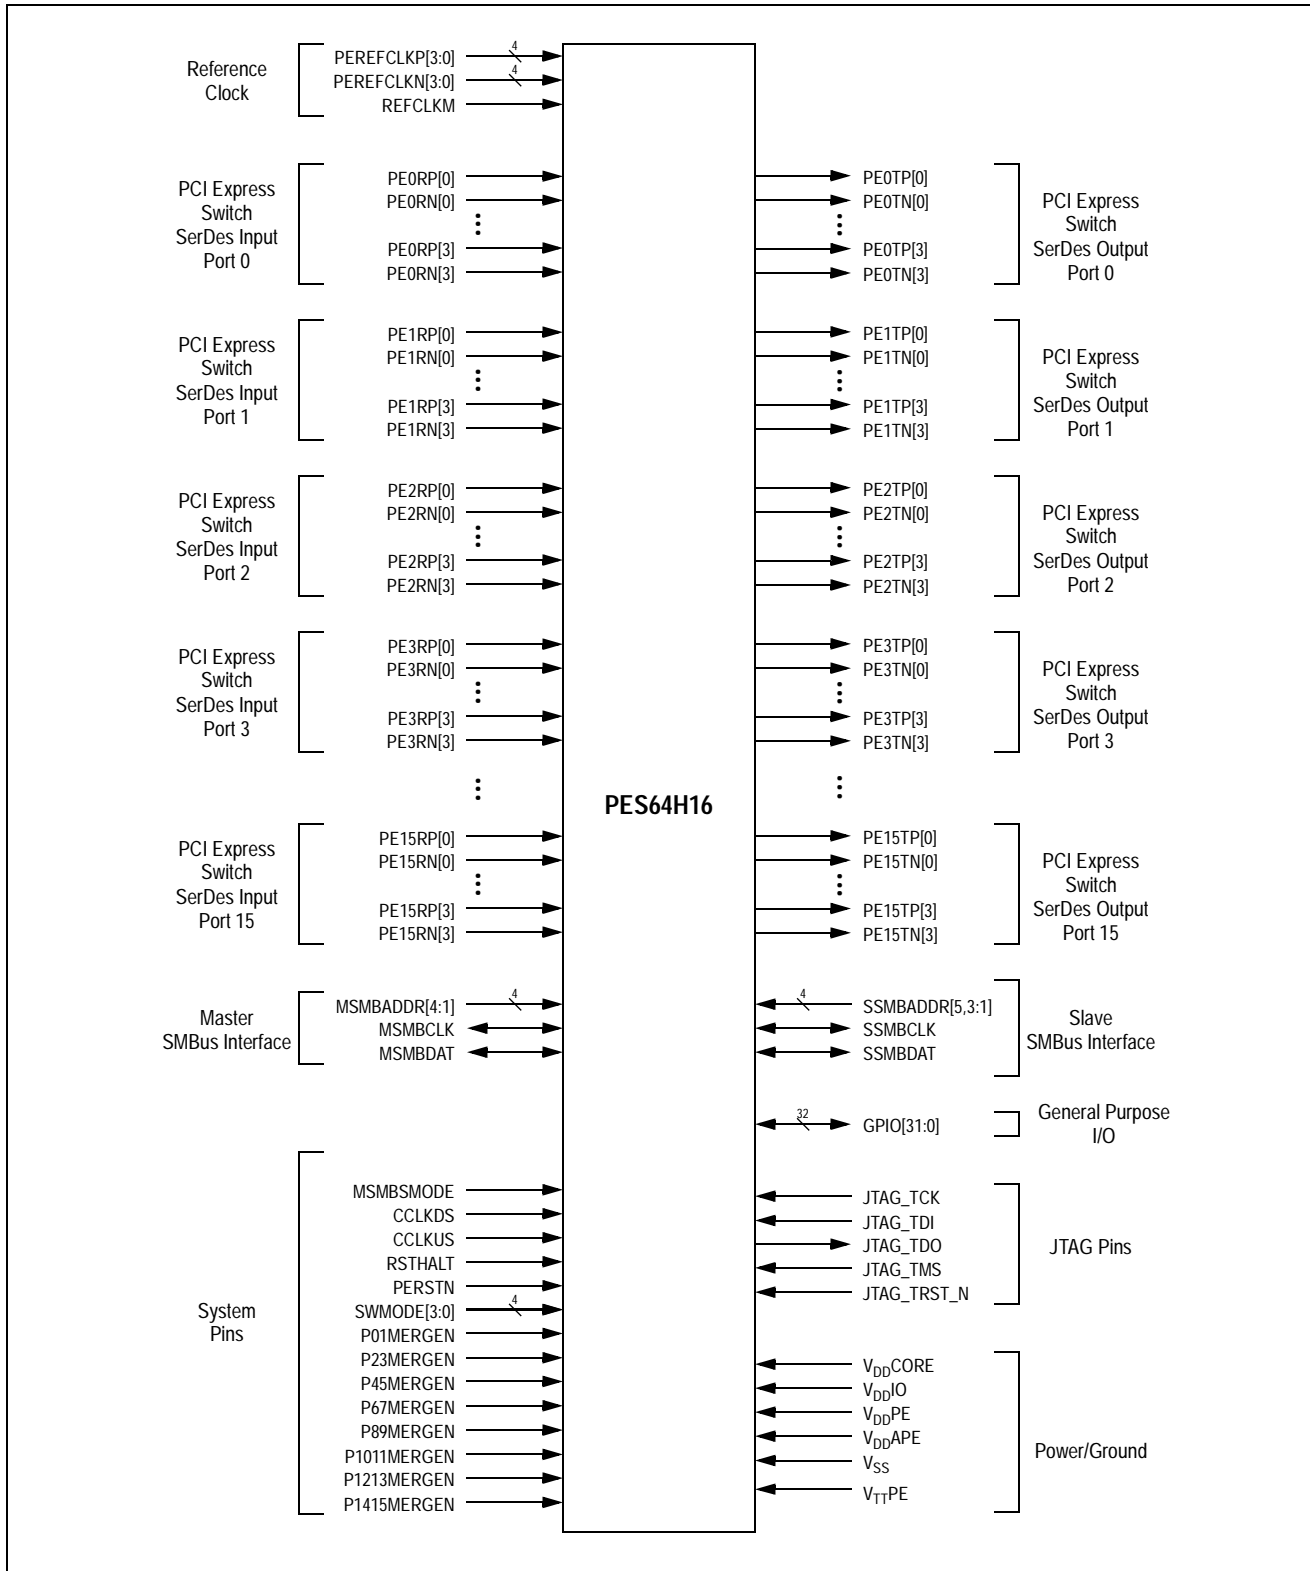 Reference
Clock
PEREFCLKP[3:0]
4
PEREFCLKN[3:0]
4
REFCLKM
PCI Express
Switch
SerDes Input
Port 0
PE0RP[0]
PE0RN[0]
PE0RP[3]
PE0RN[3]
PE0TP[0]
PE0TN[0]
PE0TP[3]
PE0TN[3]
PCI Express
Switch
SerDes Output
Port 0
PCI Express
Switch
SerDes Input
Port 1
PE1RP[0]
PE1RN[0]
PE1RP[3]
PE1RN[3]
PE1TP[0]
PE1TN[0]
PE1TP[3]
PE1TN[3]
PCI Express
Switch
SerDes Output
Port 1
PCI Express
Switch
SerDes Input
Port 2
PE2RP[0]
PE2RN[0]
PE2RP[3]
PE2RN[3]
PE2TP[0]
PE2TN[0]
PE2TP[3]
PE2TN[3]
PCI Express
Switch
SerDes Output
Port 2
PCI Express
Switch
SerDes Input
Port 3
PE3RP[0]
PE3RN[0]
PE3RP[3]
PE3RN[3]
PE3TP[0]
PE3TN[0]
PE3TP[3]
PE3TN[3]
PCI Express
Switch
SerDes Output
Port 3
PES64H16
PCI Express
Switch
SerDes Input
Port 15
PE15RP[0]
PE15RN[0]
PE15RP[3]
PE15RN[3]
PE15TP[0]
PE15TN[0]
PE15TP[3]
PE15TN[3]
PCI Express
Switch
SerDes Output
Port 15
Master
SMBus Interface
MSMBADDR[4:1]
4
MSMBCLK
MSMBDAT
4
SSMBADDR[5,3:1]
SSMBCLK
SSMBDAT
Slave
SMBus Interface
32
GPIO[31:0]
General Purpose
I/O
System
Pins
MSMBSMODE
CCLKDS
CCLKUS
RSTHALT
PERSTN
SWMODE[3:0]
4
P01MERGEN
P23MERGEN
P45MERGEN
P67MERGEN
P89MERGEN
P1011MERGEN
P1213MERGEN
P1415MERGEN
JTAG_TCK
JTAG_TDI
JTAG_TDO
JTAG_TMS
JTAG_TRST_N
JTAG Pins
VDDCORE
VDDIO
VDDPE
VDDAPE
VSS
VTTPE
Power/Ground